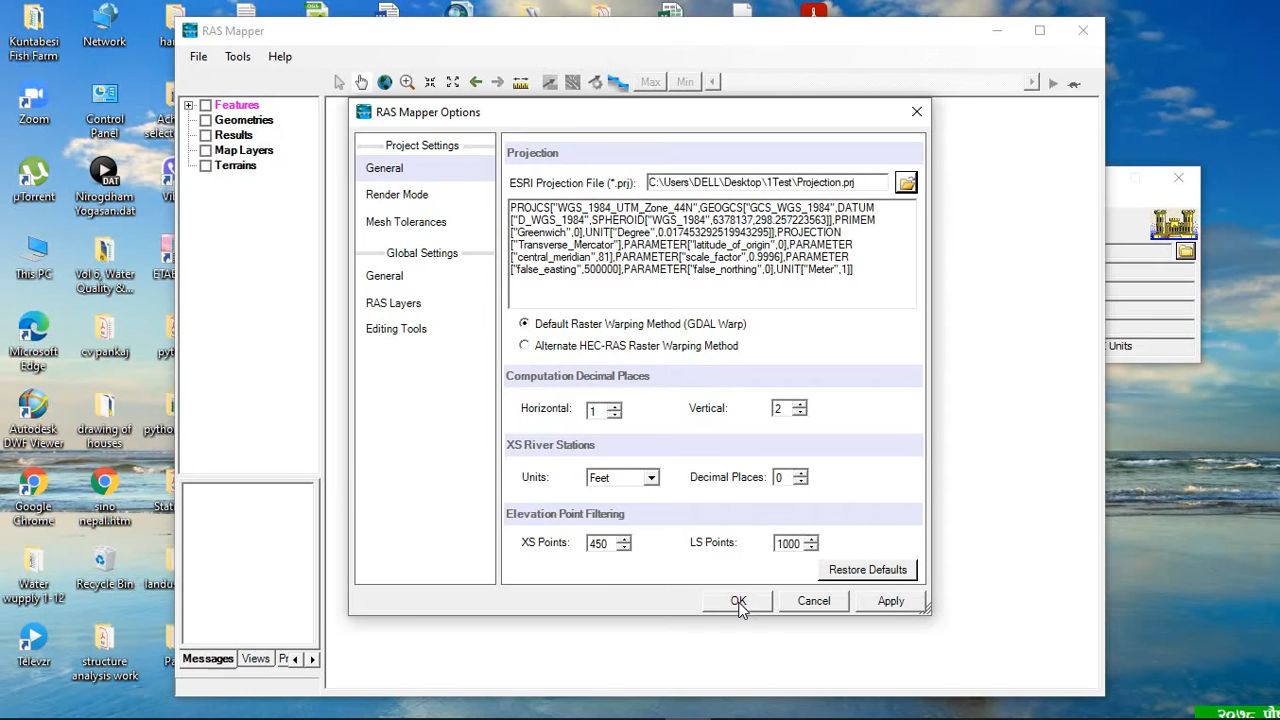 Kuntabesi
Fish Farm
Network
Zoom
Control
Panel
µTorrent
Nirogdham
Yogasan.dat
This PC
Vol 6, Water
Quality &...
Microsoft
Edge
cv pankaj
Autodesk
DWF Viewer
drawing of
houses
Google
Chrome
sino
nepal.htm
Water
wupply 1-12
Recycle Bin
Televzr
structure
analysis work
RAS Mapper
File Tools Help
Max Min
Features
Geometries
Results
Map Layers
Terrains
Messages Views
RAS Mapper Options
Project Settings
General
Render Mode
Mesh Tolerances
Global Settings
General
RAS Layers
Editing Tools
Projection
ESRI Projection File (*.prj): C:\Users\DELL\Desktop\1Test\Projection.prj
PROJCS["WGS_1984_UTM_Zone_44N",GEOGCS["GCS_WGS_1984",DATUM
["D_WGS_1984",SPHEROID["WGS_1984",6378137,298.257223563]],PRIMEM
["Greenwich",0],UNIT["Degree",0.017453292519943295]],PROJECTION
["Transverse_Mercator"],PARAMETER["latitude_of_origin",0],PARAMETER
["central_meridian",81],PARAMETER["scale_factor",0.9996],PARAMETER
["false_easting",500000],PARAMETER["false_northing",0],UNIT["Meter",1]]
Default Raster Warping Method (GDAL Warp)
Alternate HEC-RAS Raster Warping Method
Computation Decimal Places
Horizontal: 1 Vertical: 2
XS River Stations
Units: Feet Decimal Places: 0
Elevation Point Filtering
XS Points: 450 LS Points: 1000
Restore Defaults
OK Cancel Apply
Units